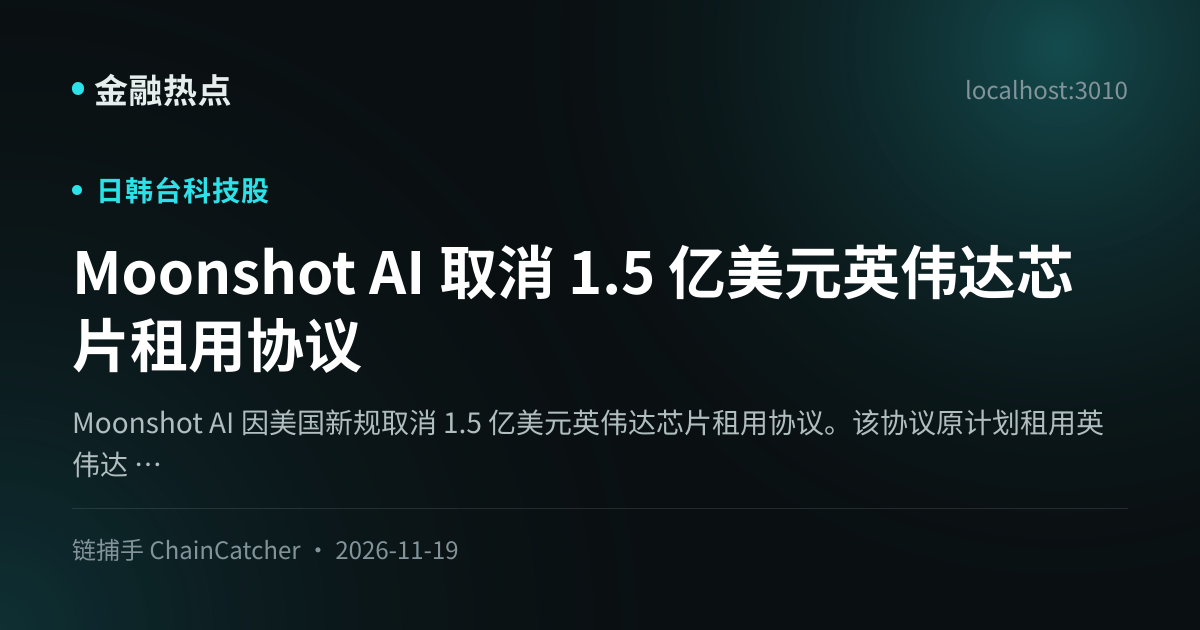 金融热点
localhost:3010
日韩台科技股
Moonshot AI 取消 1.5 亿美元英伟达芯
片租用协议
Moonshot AI 因美国新规取消 1.5 亿美元英伟达芯片租用协议。该协议原计划租用英
伟达 …
链捕手 ChainCatcher · 2026-11-19